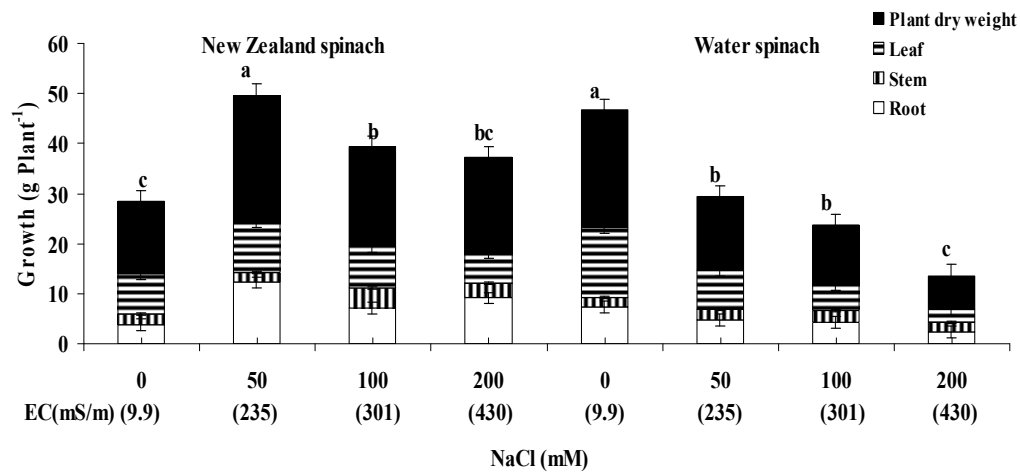 Plant dry weight
Leaf
Stem
Root
New Zealand spinach
Water spinach
Growth (g Plant⁻¹)
60
50
40
30
20
10
0
c
a
b
bc
a
b
b
c
0 50 100 200 0 50 100 200
EC(mS/m) (9.9) (235) (301) (430) (9.9) (235) (301) (430)
NaCl (mM)